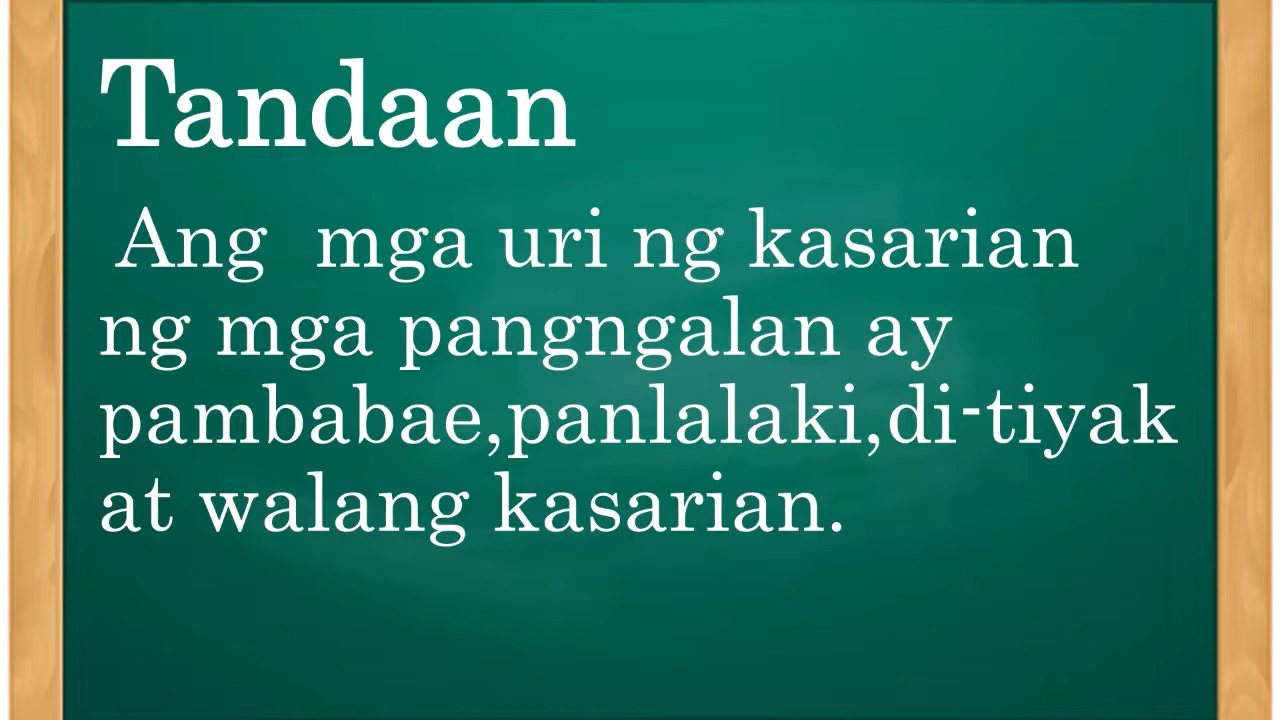 Tandaan
Ang mga uri ng kasarian
ng mga pangngalan ay
pambabae,panlalaki,di-tiyak
at walang kasarian.